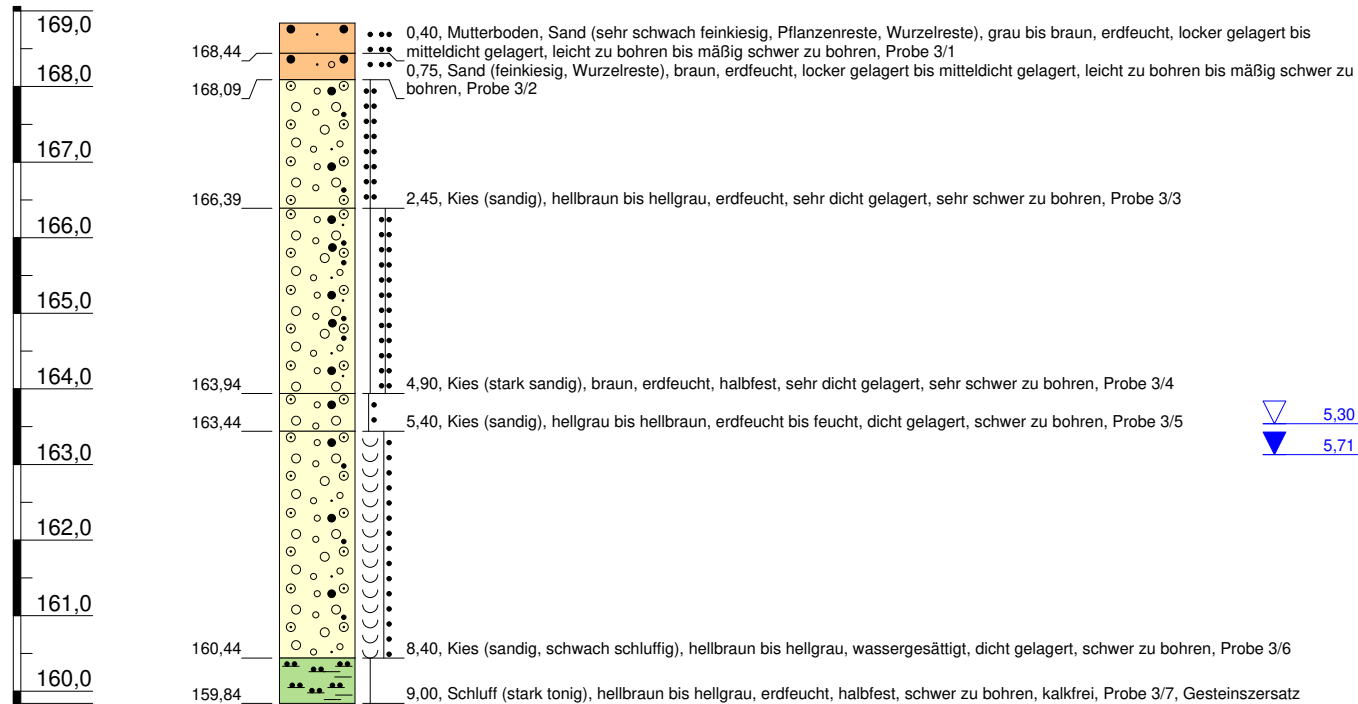 169,0
0,40, Mutterboden, Sand (sehr schwach feinkiesig, Pflanzenreste, Wurzelreste), grau bis braun, erdfeucht, locker gelagert bis
168,44
mitteldicht gelagert, leicht zu bohren bis mäßig schwer zu bohren, Probe 3/1
0,75, Sand (feinkiesig, Wurzelreste), braun, erdfeucht, locker gelagert bis mitteldicht gelagert, leicht zu bohren bis mäßig schwer zu
168,0
168,09
bohren, Probe 3/2
167,0
166,39
2,45, Kies (sandig), hellbraun bis hellgrau, erdfeucht, sehr dicht gelagert, sehr schwer zu bohren, Probe 3/3
166,0
165,0
164,0
163,94
4,90, Kies (stark sandig), braun, erdfeucht, halbfest, sehr dicht gelagert, sehr schwer zu bohren, Probe 3/4
163,44
5,40, Kies (sandig), hellgrau bis hellbraun, erdfeucht bis feucht, dicht gelagert, schwer zu bohren, Probe 3/5
5,30
5,71
163,0
162,0
161,0
160,44
8,40, Kies (sandig, schwach schluffig), hellbraun bis hellgrau, wassergesättigt, dicht gelagert, schwer zu bohren, Probe 3/6
160,0
159,84
9,00, Schluff (stark tonig), hellbraun bis hellgrau, erdfeucht, halbfest, schwer zu bohren, kalkfrei, Probe 3/7, Gesteinszersatz